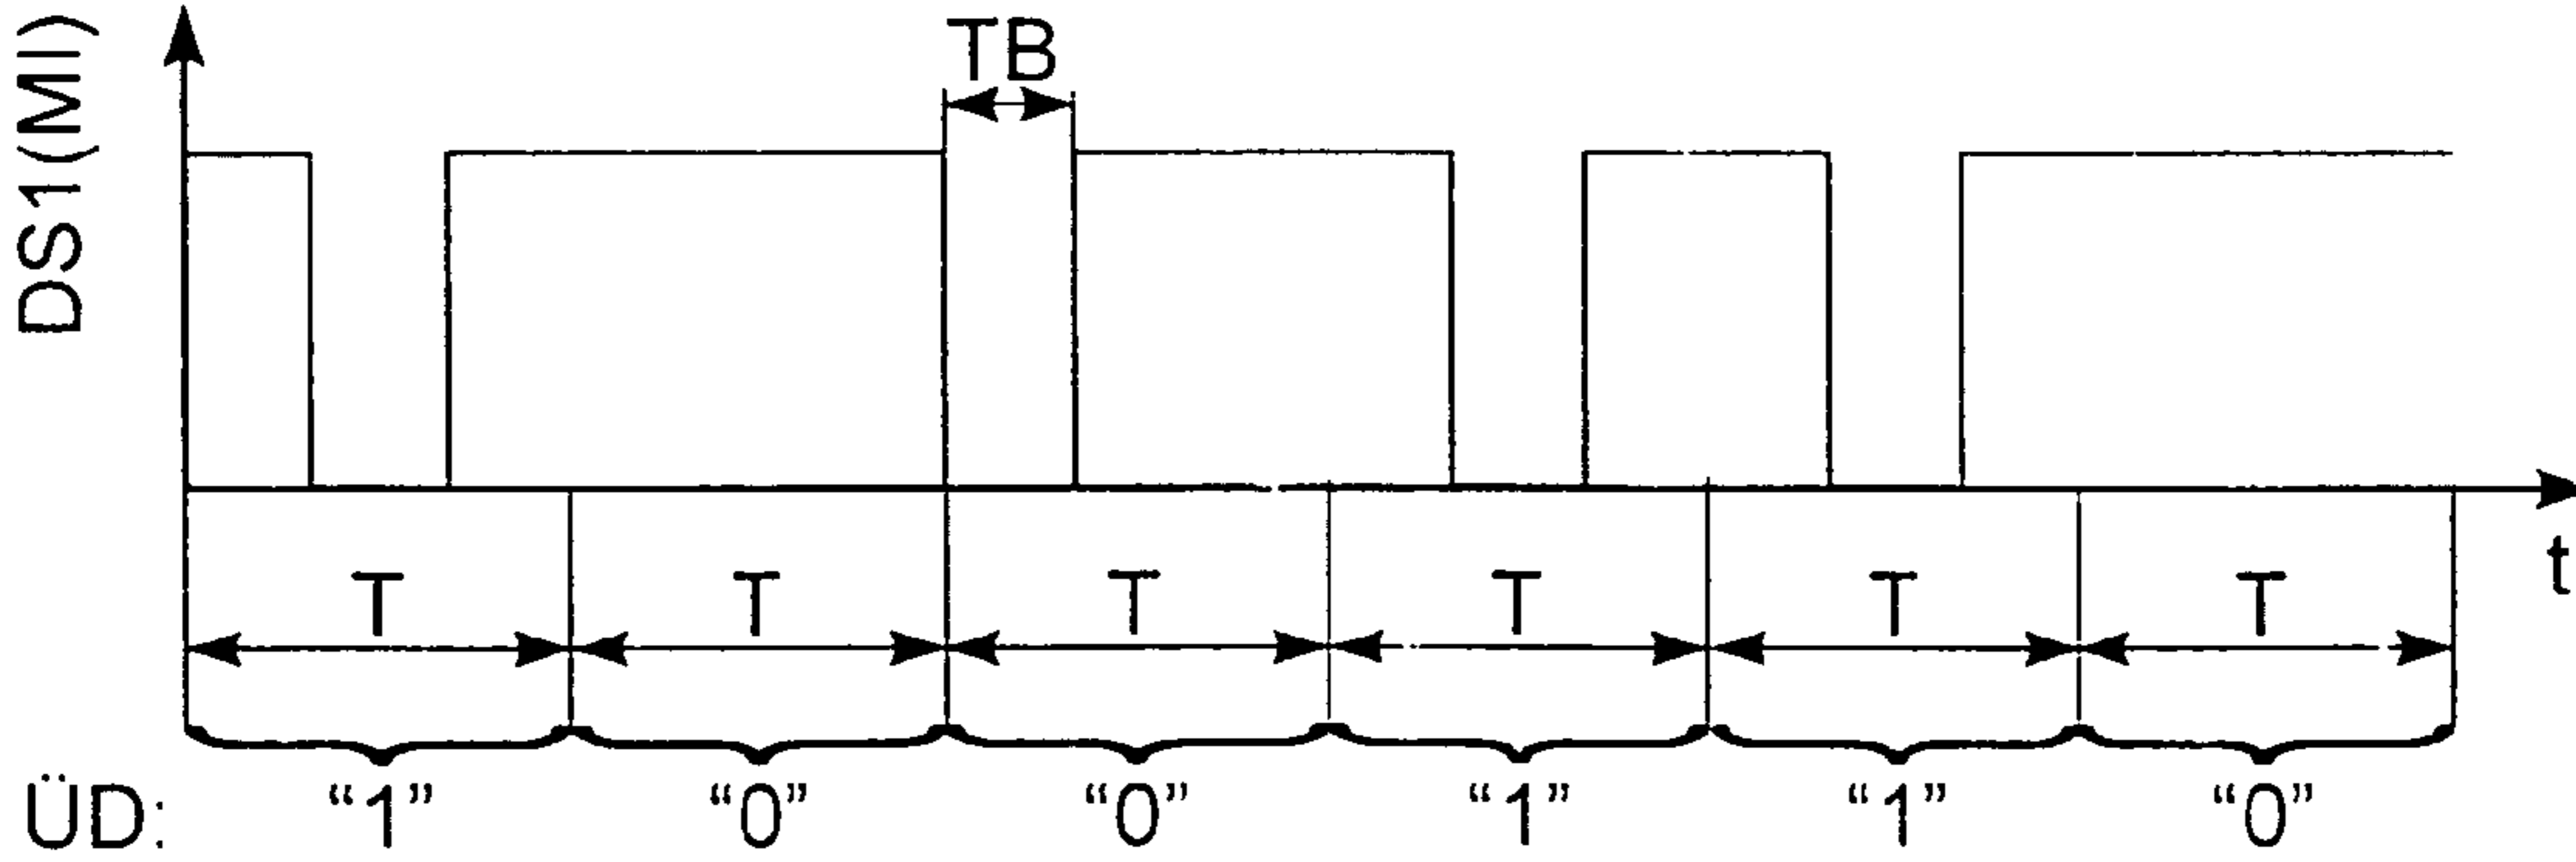 DS1(MI)
TB
t
T T T T T T
ÜD: “1” “0” “0” “1” “1” “0”